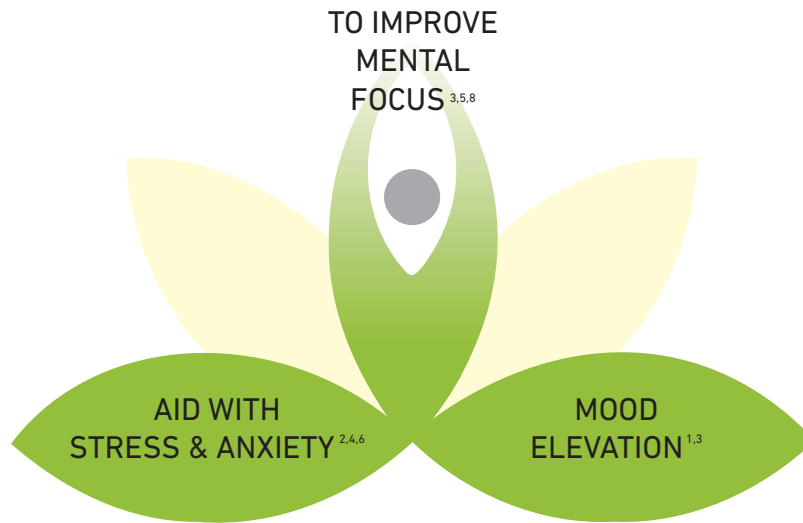 TO IMPROVE
MENTAL
FOCUS 3,5,8
AID WITH
STRESS & ANXIETY 2,4,6
MOOD
ELEVATION 1,3